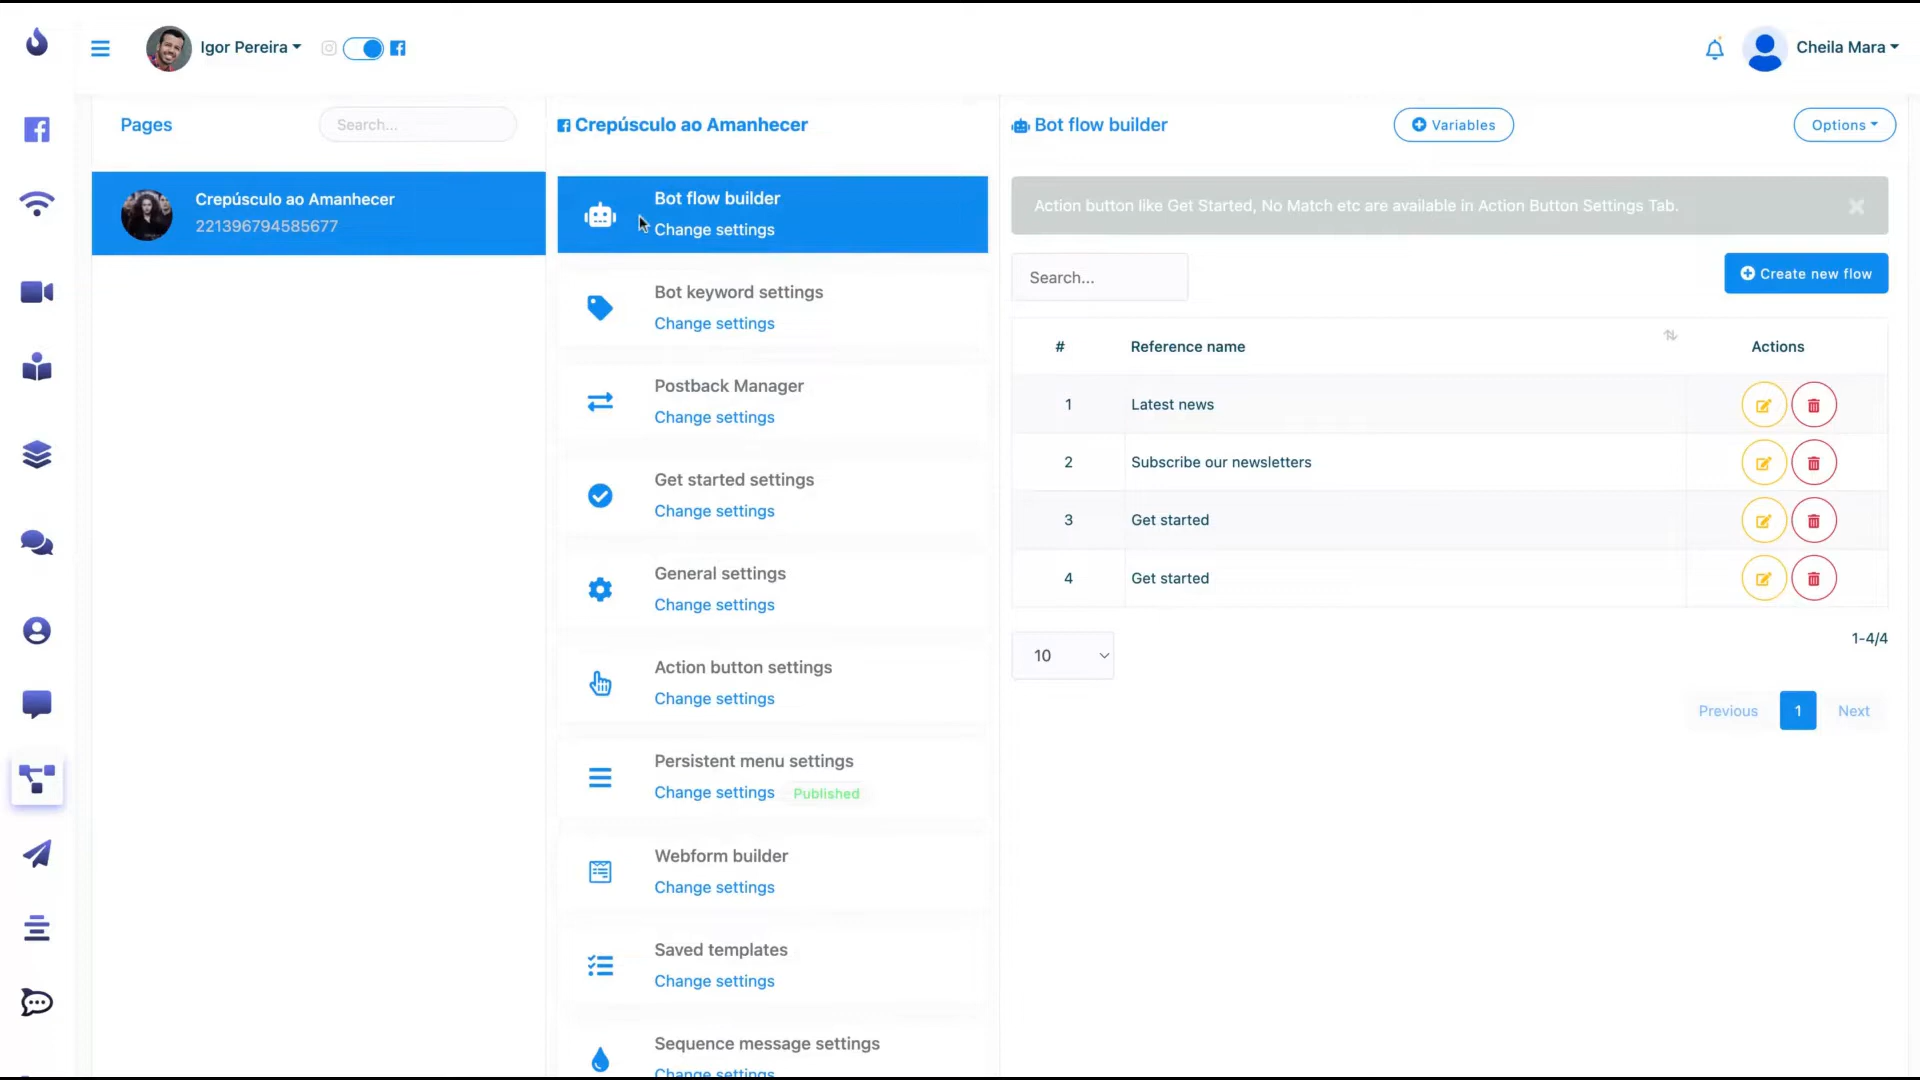 Igor Pereira
Cheila Mara
Pages
Search...
Crepúsculo ao Amanhecer
221396794585677
Crepúsculo ao Amanhecer
Bot flow builder
Change settings
Bot keyword settings
Change settings
Postback Manager
Change settings
Get started settings
Change settings
General settings
Change settings
Action button settings
Change settings
Persistent menu settings
Change settings Published
Webform builder
Change settings
Saved templates
Change settings
Sequence message settings
Change settings
Bot flow builder
Variables
Options
Action button like Get Started, No Match etc are available in Action Button Settings Tab.
Search...
Create new flow
# Reference name Actions
1 Latest news
2 Subscribe our newsletters
3 Get started
4 Get started
10
1-4/4
Previous 1 Next